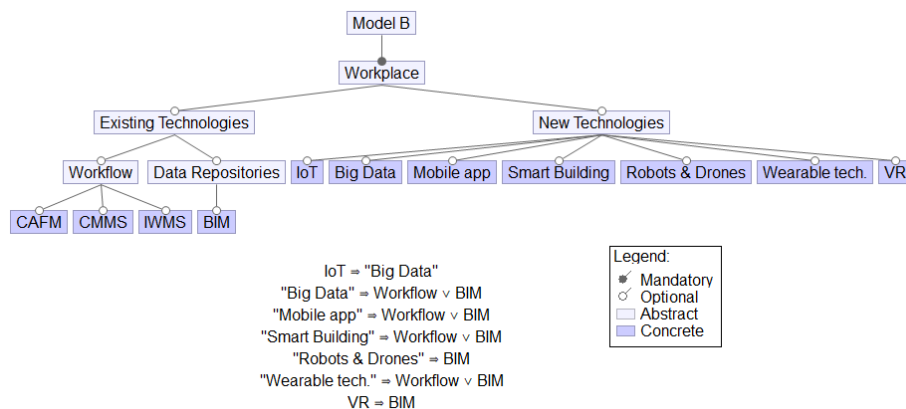 Model B
Workplace
Existing Technologies New Technologies
Workflow Data Repositories IoT Big Data Mobile app Smart Building Robots & Drones Wearable tech. VR
CAFM CMMS IWMS BIM
IoT ⇒ "Big Data"
"Big Data" ⇒ Workflow ∨ BIM
"Mobile app" ⇒ Workflow ∨ BIM
"Smart Building" ⇒ Workflow ∨ BIM
"Robots & Drones" ⇒ BIM
"Wearable tech." ⇒ Workflow ∨ BIM
VR ⇒ BIM
Legend:
Mandatory
Optional
Abstract
Concrete